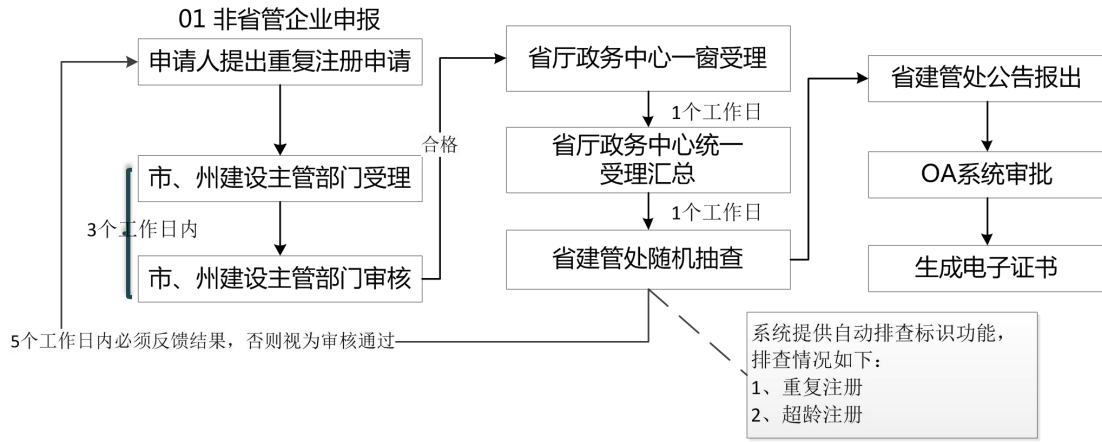 01 非省管企业申报
申请人提出重复注册申请
市、州建设主管部门受理
3个工作日内
市、州建设主管部门审核
合格
省厅政务中心一窗受理
1个工作日
省厅政务中心统一
受理汇总
1个工作日
省建管处随机抽查
省建管处公告报出
OA系统审批
生成电子证书
5个工作日内必须反馈结果，否则视为审核通过
系统提供自动排查标识功能，
排查情况如下：
1、重复注册
2、超龄注册